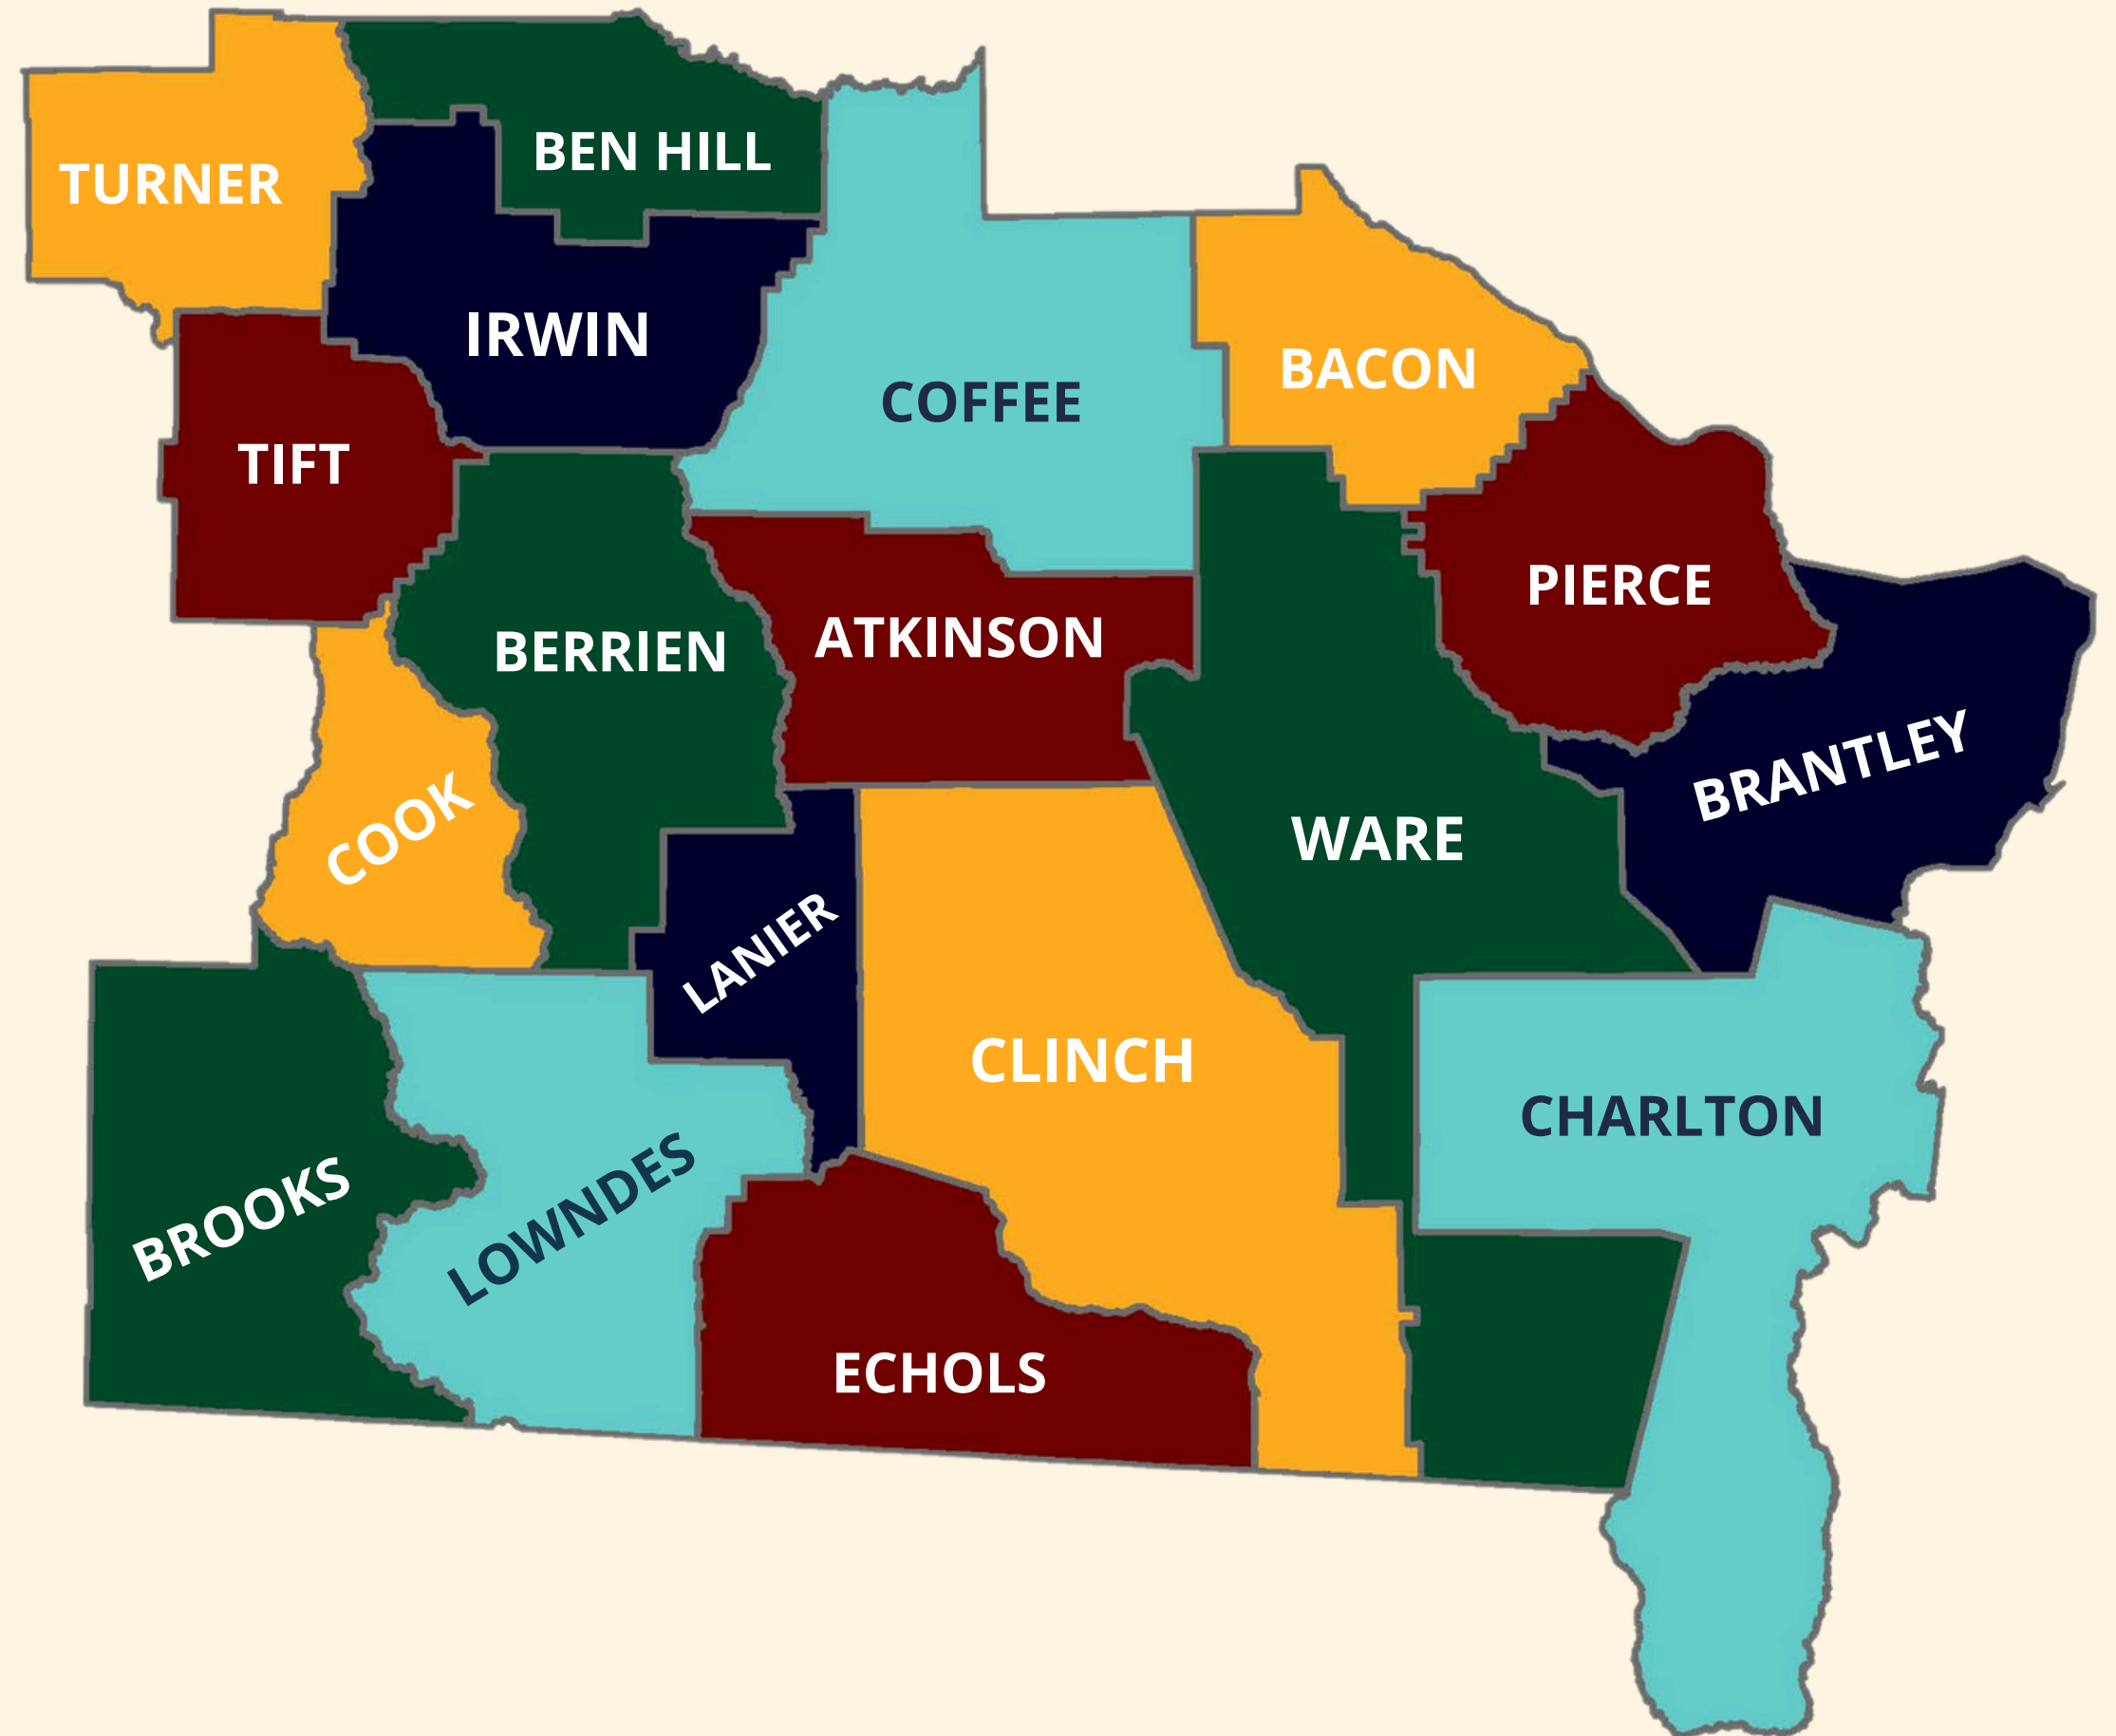 BEN HILL
TURNER
IRWIN
BACON
COFFEE
TIFT
PIERCE
ATKINSON
BERRIEN
BRANTLEY
COOK
WARE
LANIER
CLINCH
CHARLTON
BROOKS
LOWNDES
ECHOLS